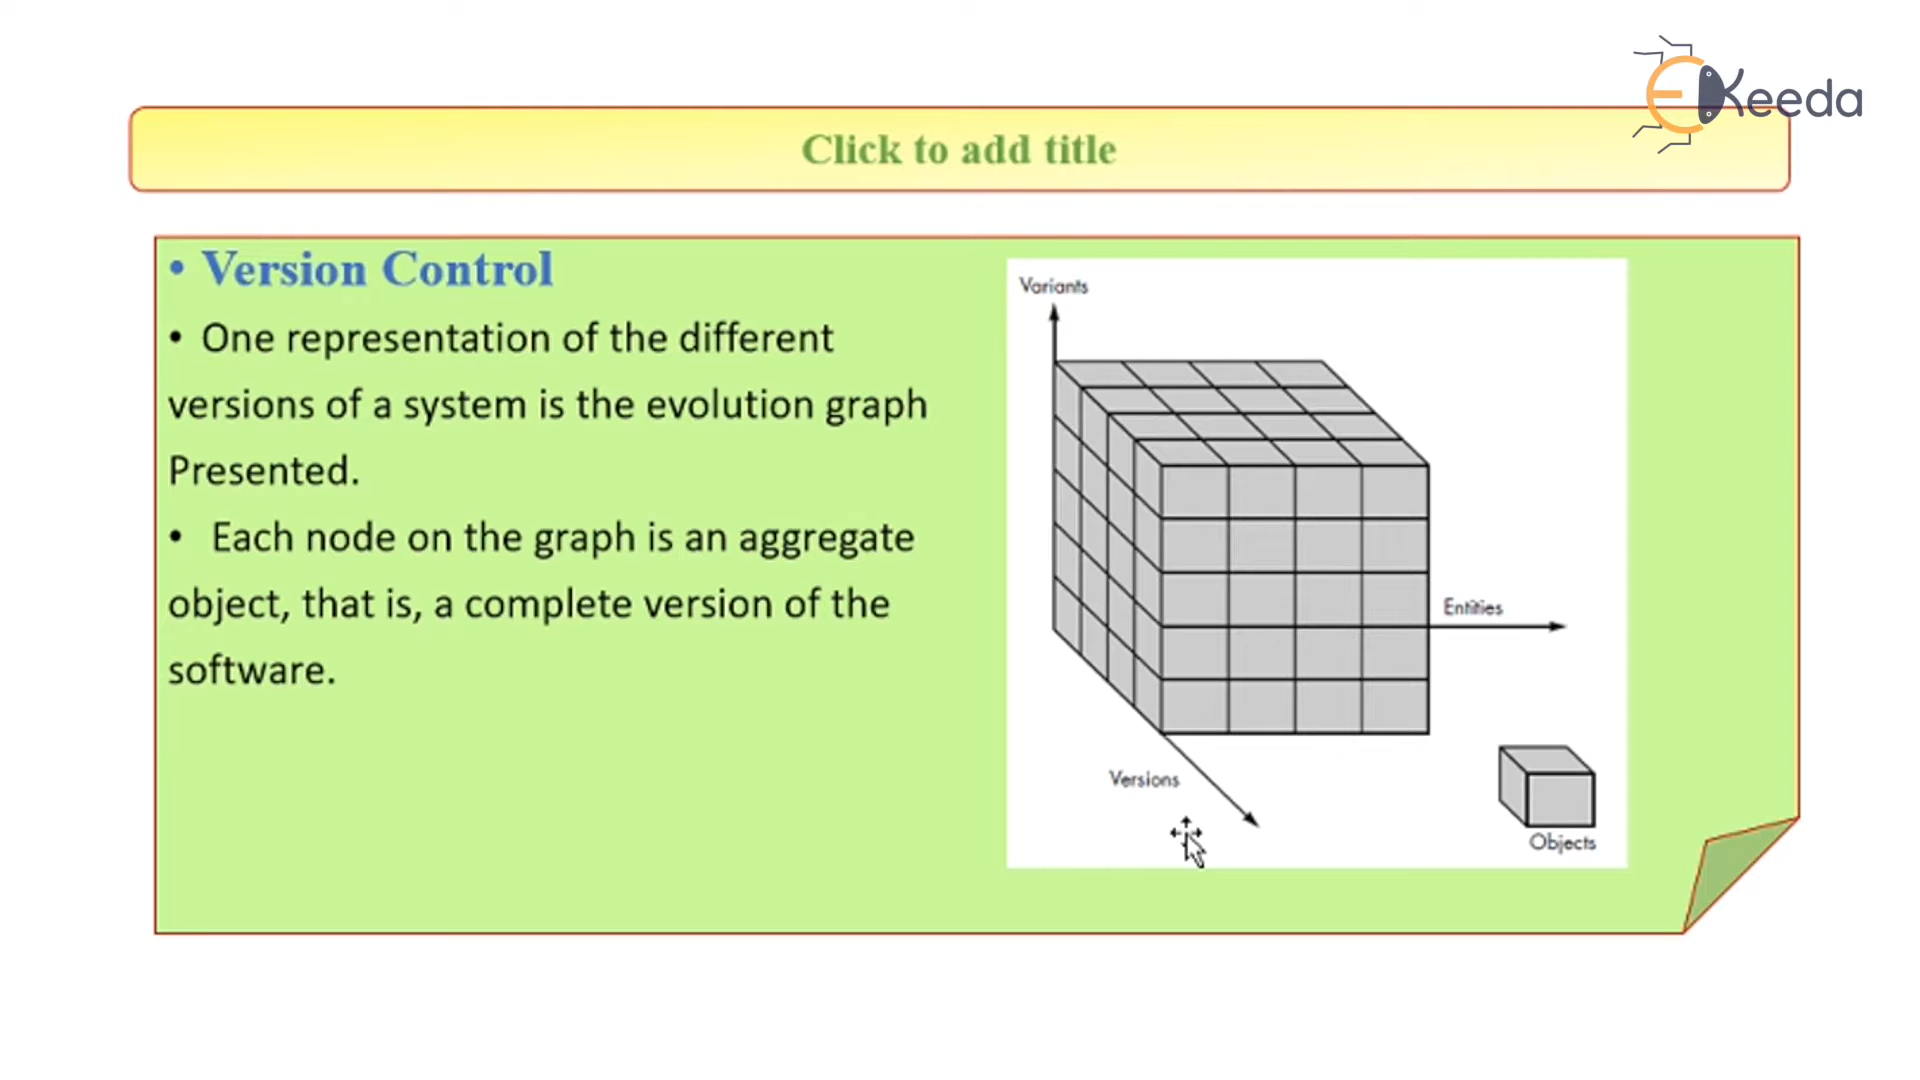 EKeeda
Click to add title
• Version Control
• One representation of the different
versions of a system is the evolution graph
Presented.
• Each node on the graph is an aggregate
object, that is, a complete version of the
software.
Variants
Entities
Versions
Objects